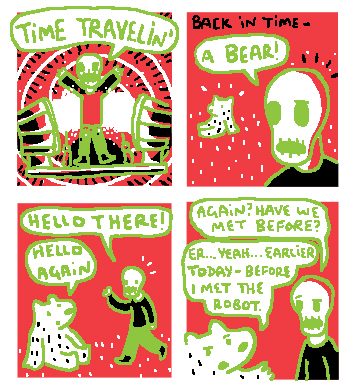 TIME TRAVELIN'
BACK IN TIME-
A BEAR!
HELLO THERE!
HELLO
AGAIN
AGAIN? HAVE WE
MET BEFORE?
ER... YEAH... EARLIER
TODAY - BEFORE
I MET THE
ROBOT.